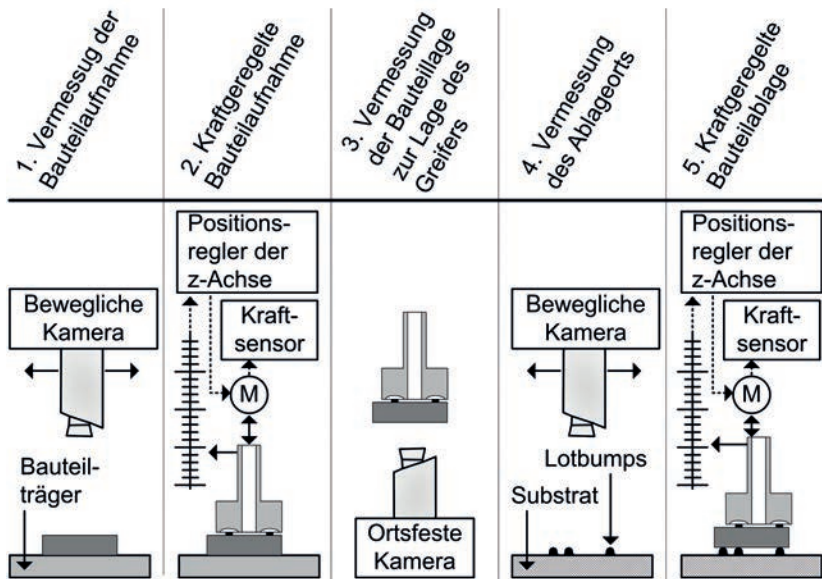 1. Vermessug der
Bauteilaufnahme
2. Kraftgeregelte
Bauteilaufnahme
3. Vermessung
der Bauteillage
zur Lage des
Greifers
4. Vermessung
des Ablageorts
5. Kraftgeregelte
Bauteilablage
Bewegliche
Kamera
Bauteil-
träger
Positions-
regler der
z-Achse
Kraft-
sensor
M
Ortsfeste
Kamera
Bewegliche
Kamera
Lotbumps
Substrat
Positions-
regler der
z-Achse
Kraft-
sensor
M